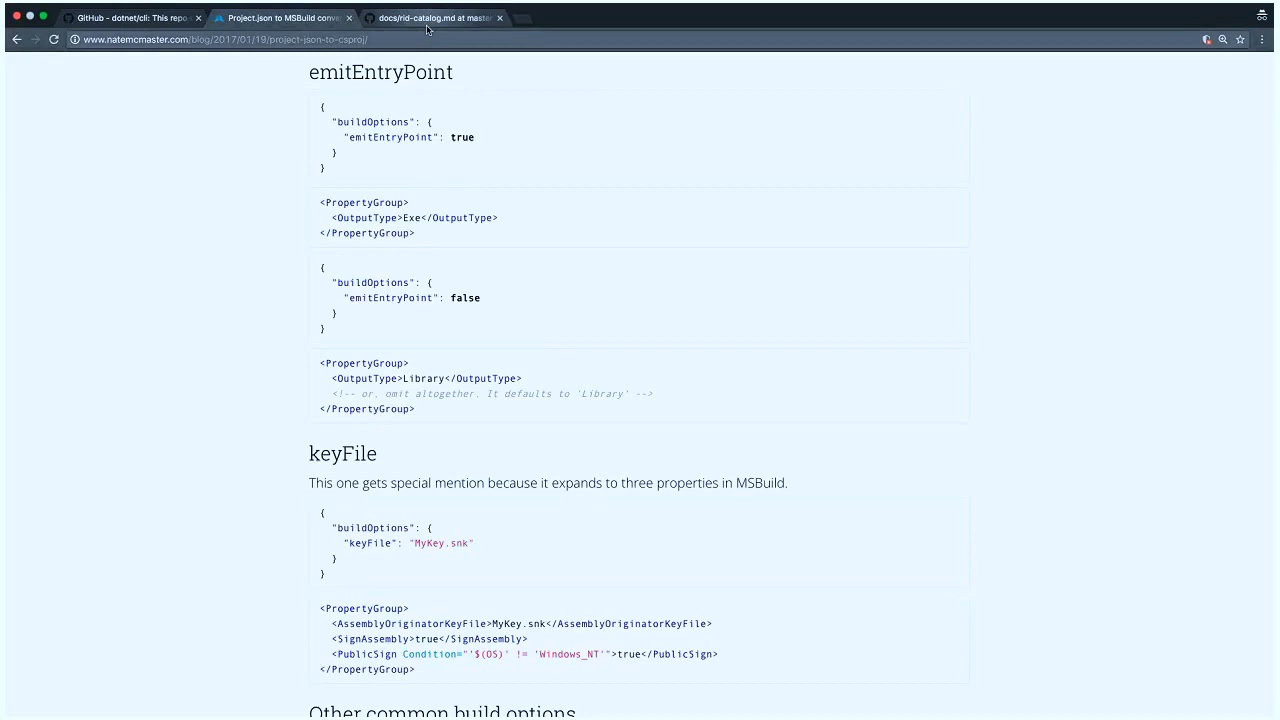 GitHub - dotnet/cli: This repo
Project.json to MSBuild conve
docs/rid-catalog.md at maste
www.natemcmaster.com/blog/2017/01/19/project-json-to-csproj/
emitEntryPoint
{
"buildOptions": {
"emitEntryPoint": true
}
}
<PropertyGroup>
<OutputType>Exe</OutputType>
</PropertyGroup>
{
"buildOptions": {
"emitEntryPoint": false
}
}
<PropertyGroup>
<OutputType>Library</OutputType>
<!-- or, omit altogether. It defaults to 'Library' -->
</PropertyGroup>
keyFile
This one gets special mention because it expands to three properties in MSBuild.
{
"buildOptions": {
"keyFile": "MyKey.snk"
}
}
<PropertyGroup>
<AssemblyOriginatorKeyFile>MyKey.snk</AssemblyOriginatorKeyFile>
<SignAssembly>true</SignAssembly>
<PublicSign Condition="'$(OS)' != 'Windows_NT'">true</PublicSign>
</PropertyGroup>
Other common build options